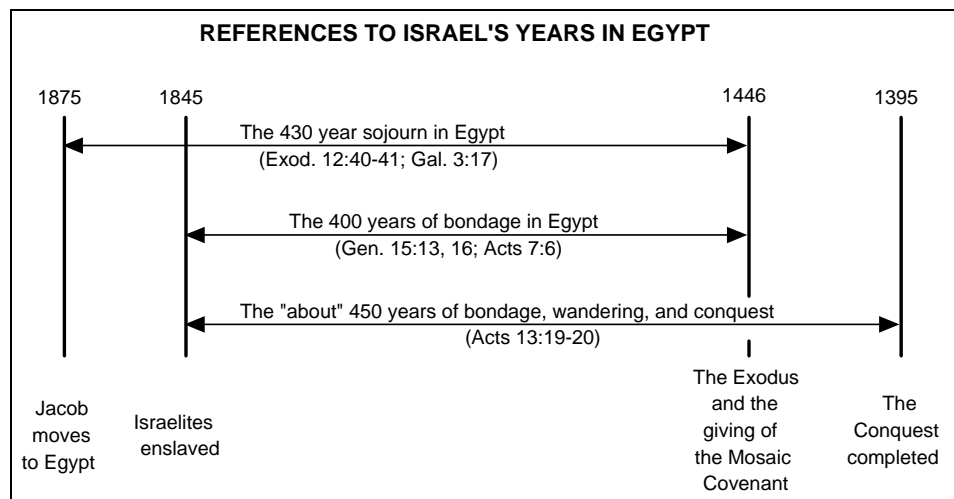 REFERENCES TO ISRAEL'S YEARS IN EGYPT
1875
1845
1446
1395
The 430 year sojourn in Egypt
(Exod. 12:40-41; Gal. 3:17)
The 400 years of bondage in Egypt
(Gen. 15:13, 16; Acts 7:6)
The "about" 450 years of bondage, wandering, and conquest
(Acts 13:19-20)
Jacob
moves
to Egypt
Israelites
enslaved
The Exodus
and the
giving of
the Mosaic
Covenant
The
Conquest
completed